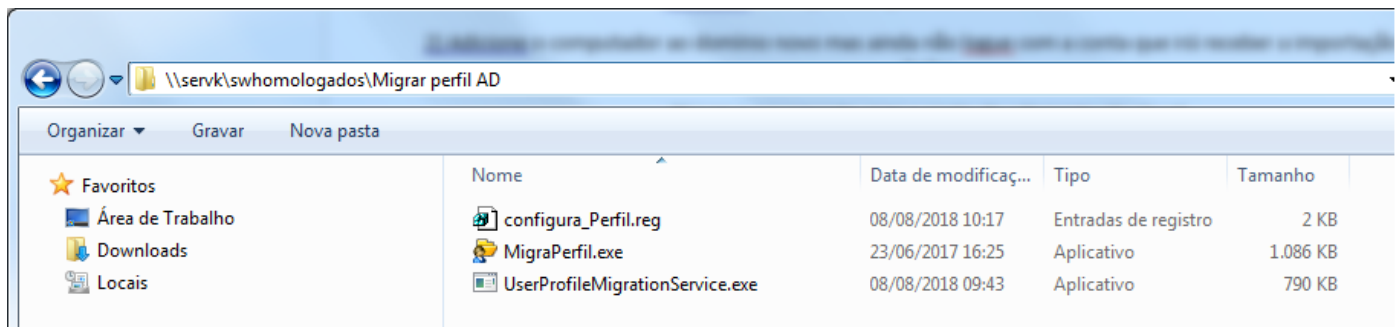 \\servk\swhomologados\Migrar perfil AD
Organizar Gravar Nova pasta
Favoritos
Área de Trabalho
Downloads
Locais
Nome Data de modificaç... Tipo Tamanho
configura_Perfil.reg 08/08/2018 10:17 Entradas de registro 2 KB
MigraPerfil.exe 23/06/2017 16:25 Aplicativo 1.086 KB
UserProfileMigrationService.exe 08/08/2018 09:43 Aplicativo 790 KB